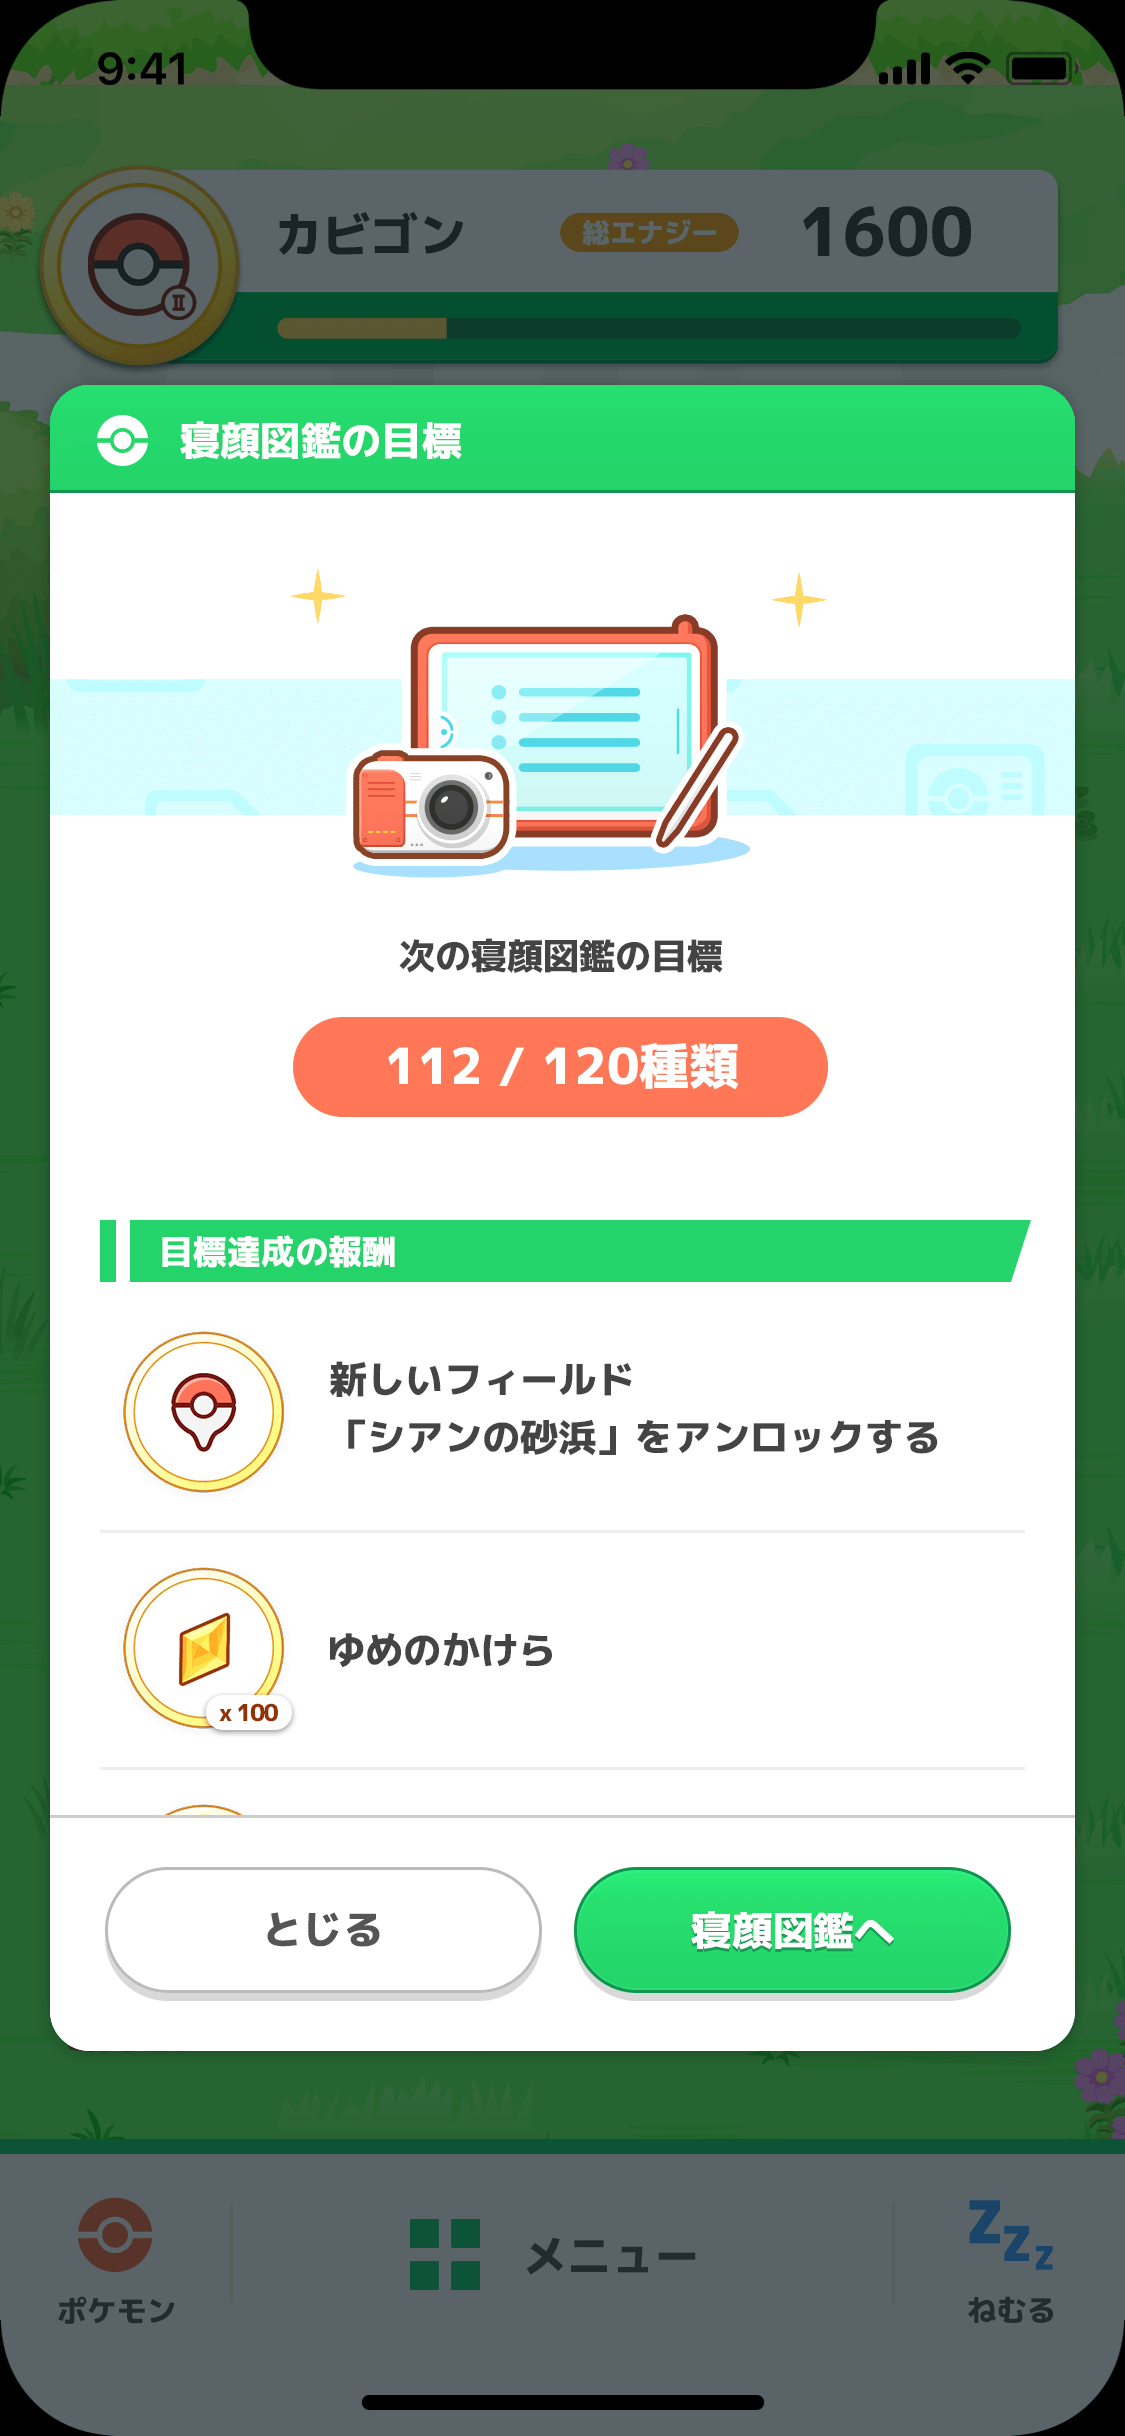 9:41
カビゴン
総エナジー
1600
II
寝顔図鑑の目標
次の寝顔図鑑の目標
112 / 120種類
目標達成の報酬
新しいフィールド
「シアンの砂浜」をアンロックする
ゆめのかけら
x 100
とじる
寝顔図鑑へ
ポケモン
メニュー
zzz
ねむる